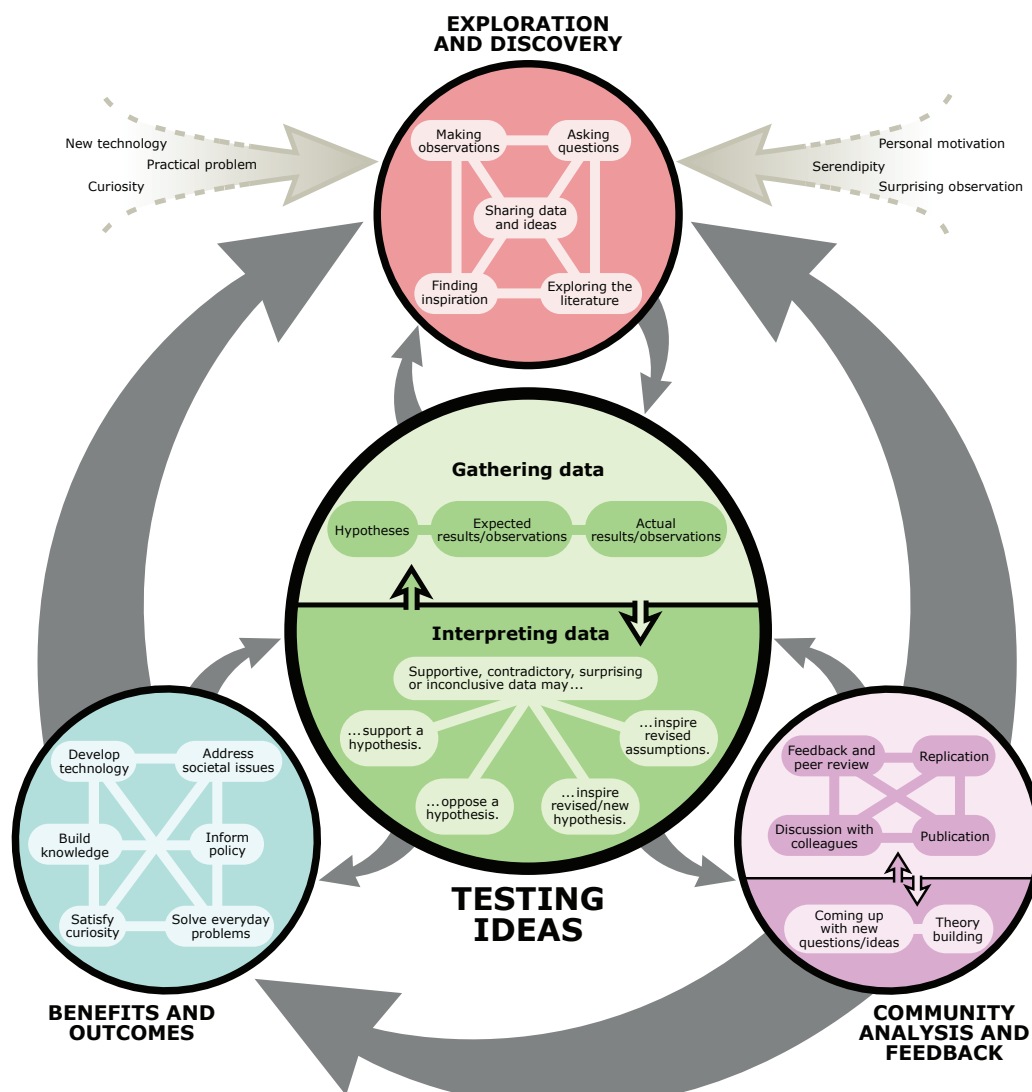 EXPLORATION
AND DISCOVERY
New technology
Practical problem
Curiosity
Personal motivation
Serendipity
Surprising observation
Making
observations
Asking
questions
Sharing data
and ideas
Finding
inspiration
Exploring the
literature
Gathering data
Hypotheses
Expected
results/observations
Actual
results/observations
Interpreting data
Supportive, contradictory, surprising
or inconclusive data may...
...support a
hypothesis.
...inspire
revised
assumptions.
...oppose a
hypothesis.
...inspire
revised/new
hypothesis.
TESTING
IDEAS
Develop
technology
Address
societal issues
Build
knowledge
Inform
policy
Satisfy
curiosity
Solve everyday
problems
BENEFITS AND
OUTCOMES
Feedback and
peer review
Replication
Discussion with
colleagues
Publication
Coming up
with new
questions/ideas
Theory
building
COMMUNITY
ANALYSIS AND
FEEDBACK